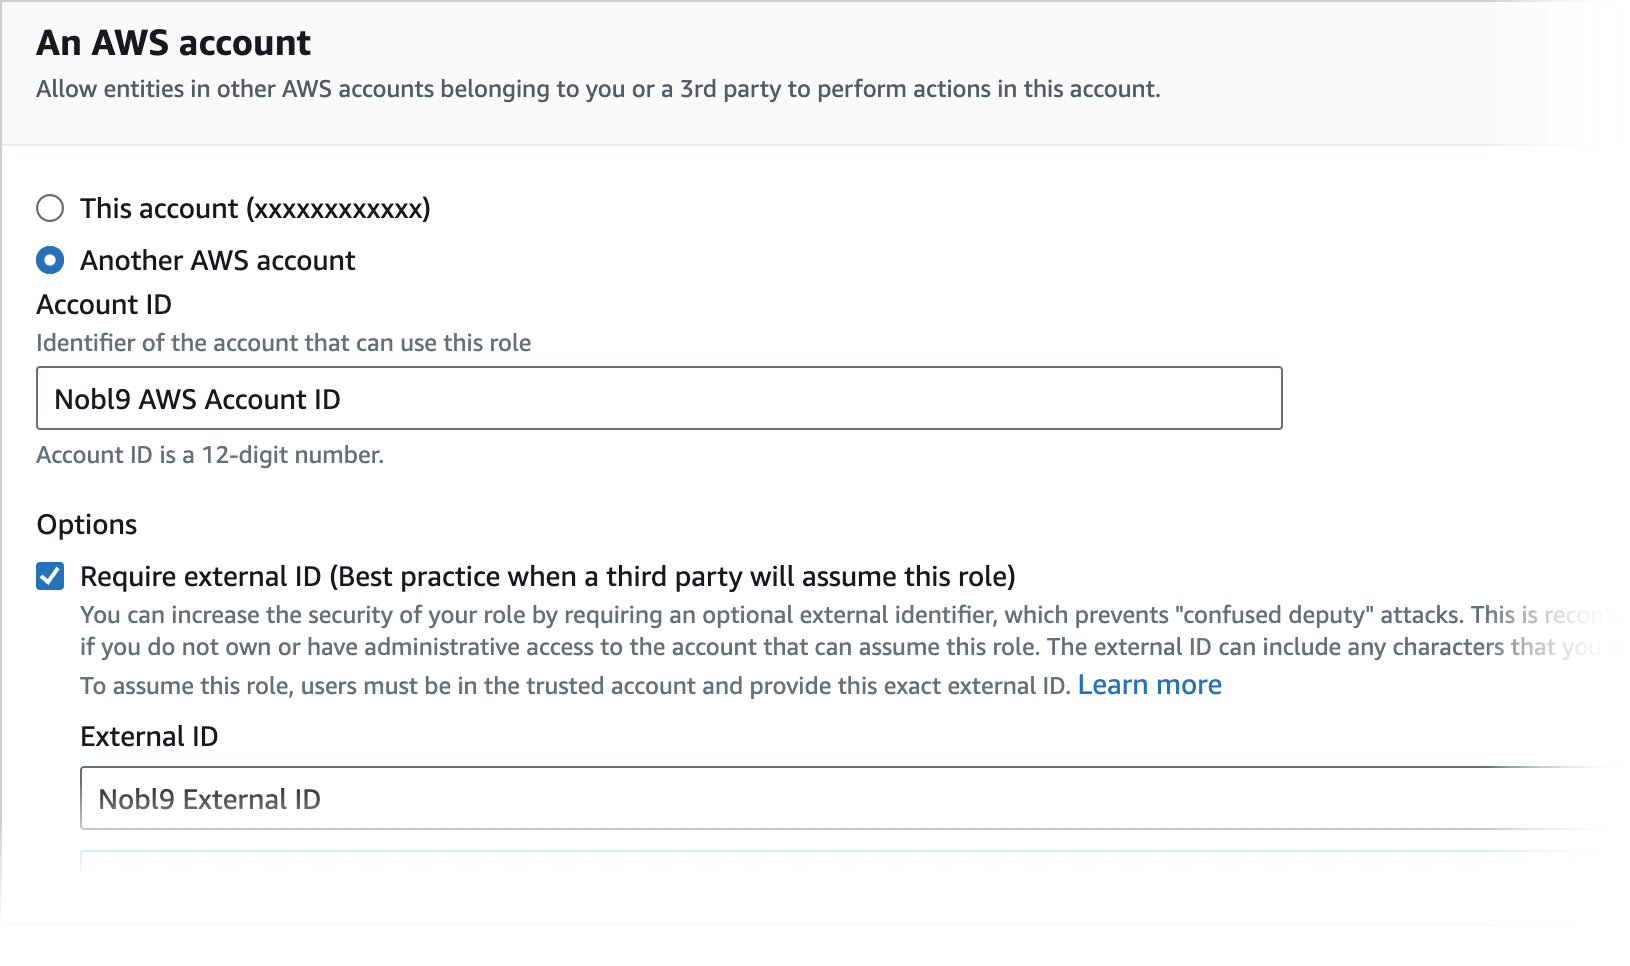 An AWS account
Allow entities in other AWS accounts belonging to you or a 3rd party to perform actions in this account.
This account (xxxxxxxxxxxx)
Another AWS account
Account ID
Identifier of the account that can use this role
Nobl9 AWS Account ID
Account ID is a 12-digit number.
Options
Require external ID (Best practice when a third party will assume this role)
You can increase the security of your role by requiring an optional external identifier, which prevents "confused deputy" attacks. This is
if you do not own or have administrative access to the account that can assume this role. The external ID can include any characters that you
To assume this role, users must be in the trusted account and provide this exact external ID. Learn more
External ID
Nobl9 External ID